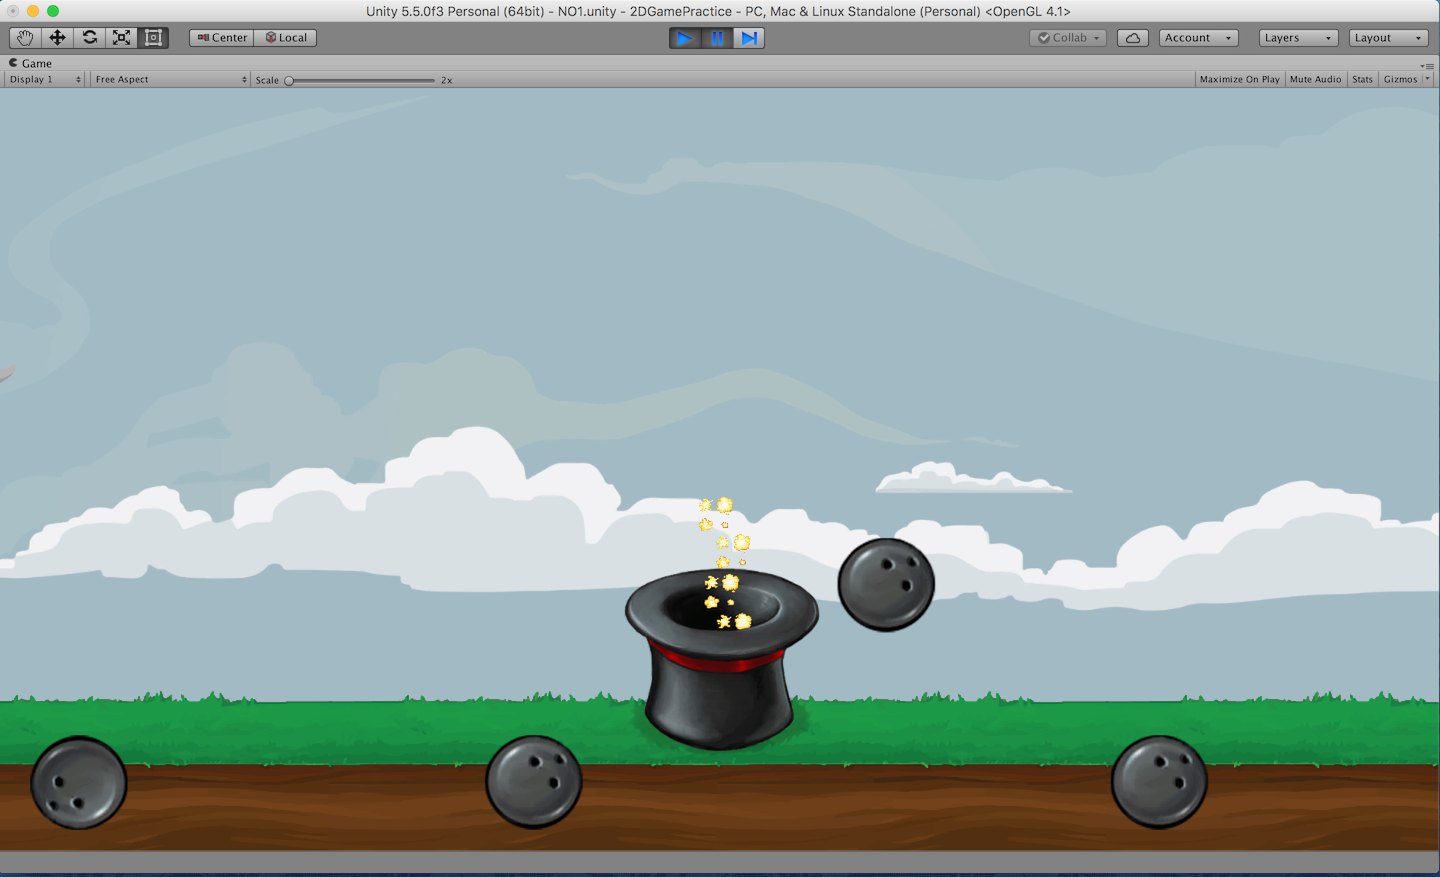 Unity 5.5.0f3 Personal (64bit) - NO1.unity - 2DGamePractice - PC, Mac & Linux Standalone (Personal) <OpenGL 4.1>
Center Local Collab Account Layers Layout
Game
Display 1 Free Aspect Scale 2x Maximize On Play Mute Audio Stats Gizmos